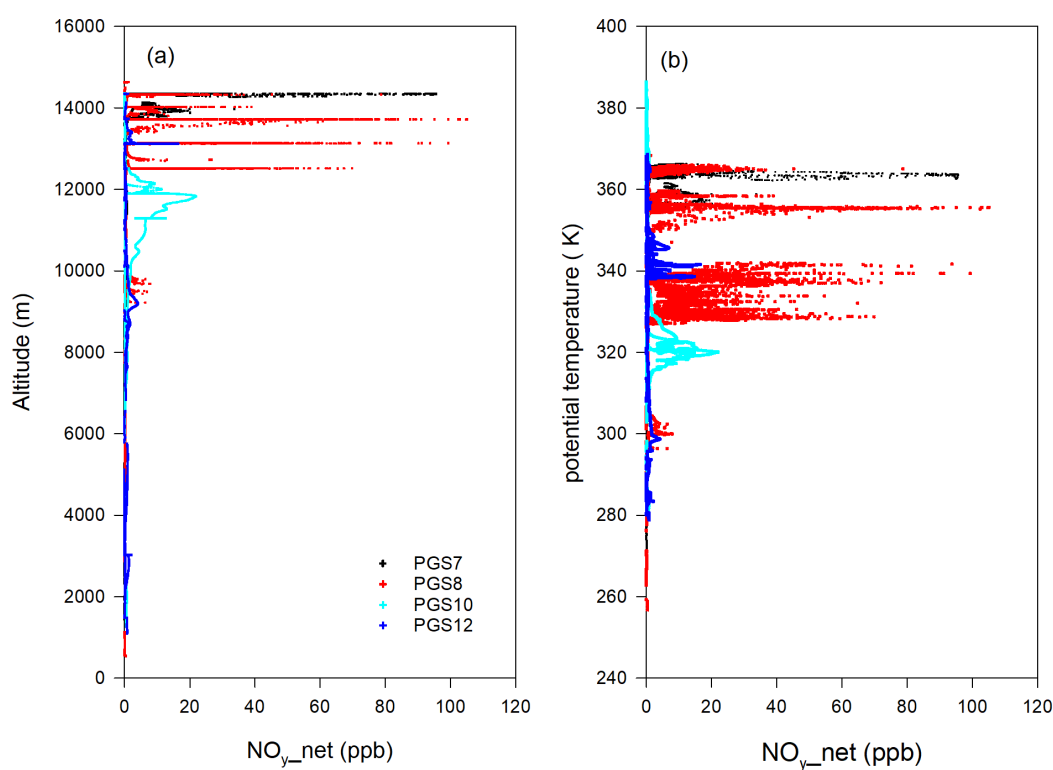 (a)
16000
14000
12000
10000
8000
6000
4000
2000
0
Altitude (m)
0 20 40 60 80 100 120
NOy_net (ppb)
PGS7
PGS8
PGS10
PGS12
(b)
400
380
360
340
320
300
280
260
240
potential temperature ( K)
0 20 40 60 80 100 120
NOy_net (ppb)